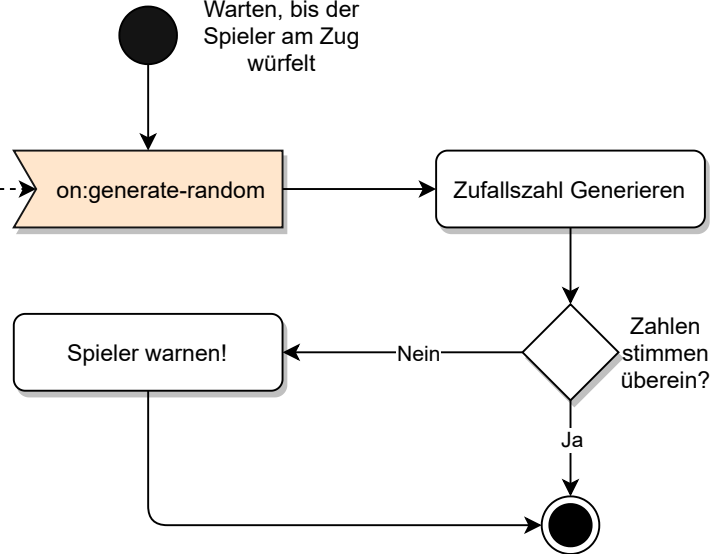 Warten, bis der
Spieler am Zug
würfelt
on:generate-random
Zufallszahl Generieren
Zahlen
stimmen
überein?
Nein
Spieler warnen!
Ja